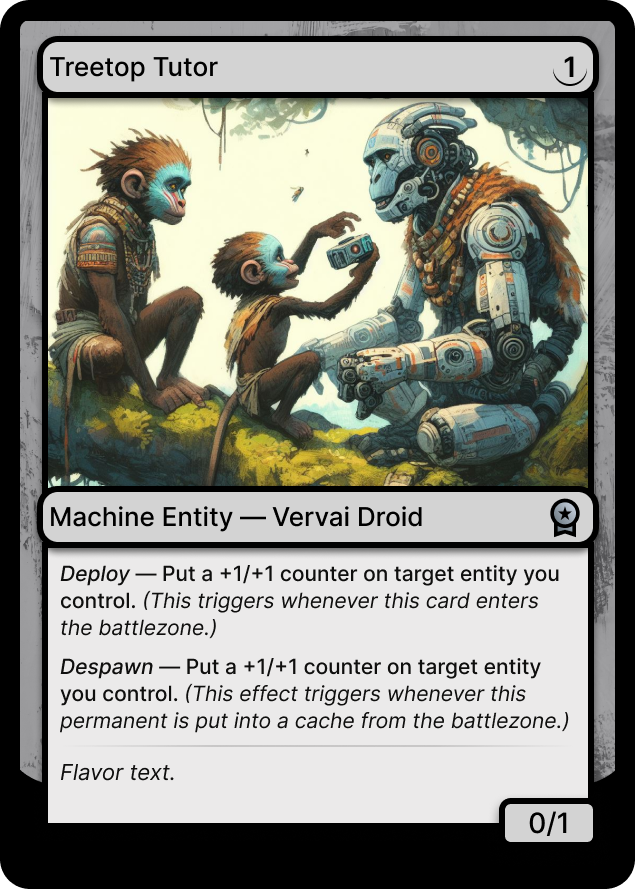 Treetop Tutor
1
Machine Entity — Vervai Droid
Deploy — Put a +1/+1 counter on target entity you
control. (This triggers whenever this card enters
the battlezone.)
Despawn — Put a +1/+1 counter on target entity
you control. (This effect triggers whenever this
permanent is put into a cache from the battlezone.)
Flavor text.
0/1